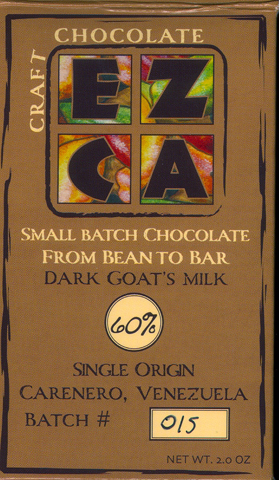 CRAFT
CHOCOLATE
EZ
CA
SMALL BATCH CHOCOLATE
FROM BEAN TO BAR
DARK GOAT'S MILK
60%
SINGLE ORIGIN
CARENERO, VENEZUELA
BATCH # 015
NET WT. 2.0 OZ